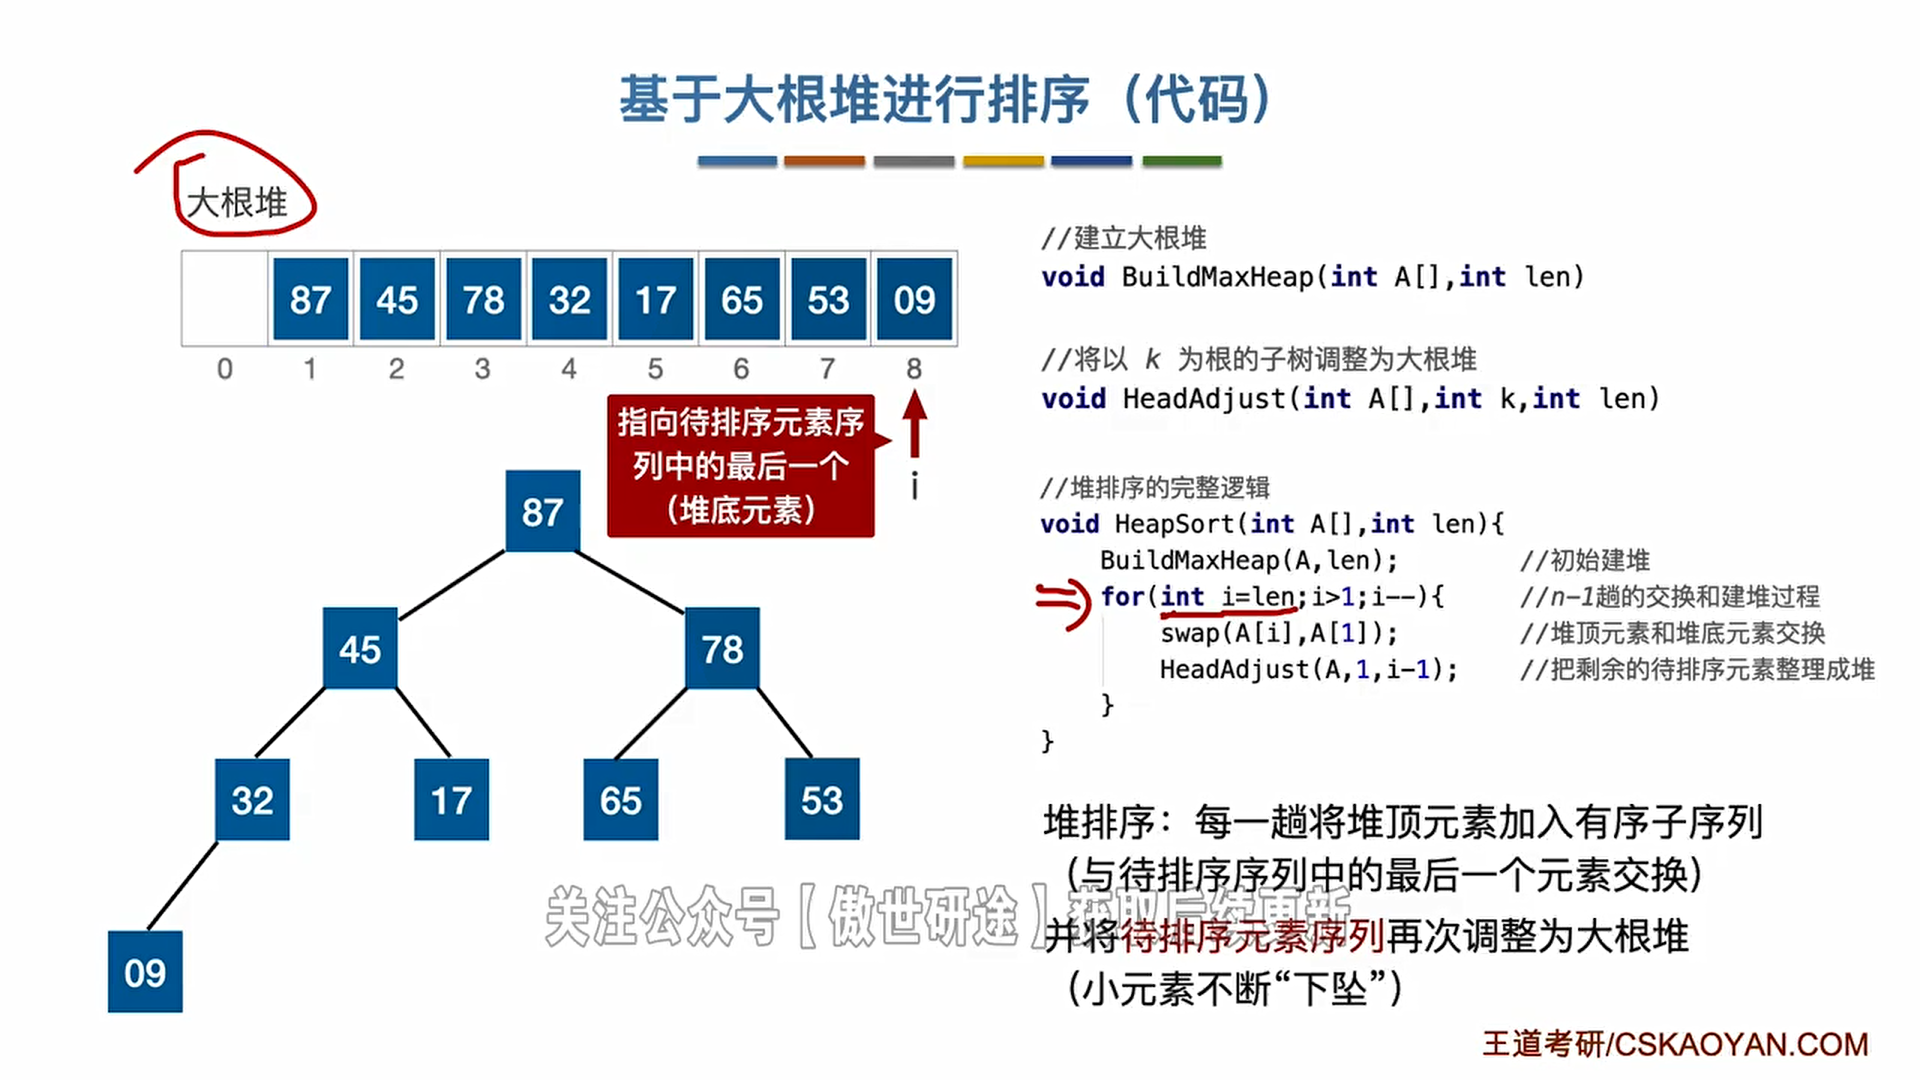 基于大根堆进行排序（代码）
大根堆
87 45 78 32 17 65 53 09
0 1 2 3 4 5 6 7 8
指向待排序元素序
列中的最后一个
（堆底元素）
i
87
45 78
32 17 65 53
09
//建立大根堆
void BuildMaxHeap(int A[],int len)
//将以 k 为根的子树调整为大根堆
void HeadAdjust(int A[],int k,int len)
//堆排序的完整逻辑
void HeapSort(int A[],int len){
BuildMaxHeap(A,len); //初始建堆
for(int i=len;i>1;i--){ //n-1趟的交换和建堆过程
swap(A[i],A[1]); //堆顶元素和堆底元素交换
HeadAdjust(A,1,i-1); //把剩余的待排序元素整理成堆
}
}
堆排序：每一趟将堆顶元素加入有序子序列
（与待排序序列中的最后一个元素交换）
并将待排序元素序列再次调整为大根堆
（小元素不断“下坠”）
关注公众号【傲世研途】获取后续更新
王道考研/CSKAOYAN.COM